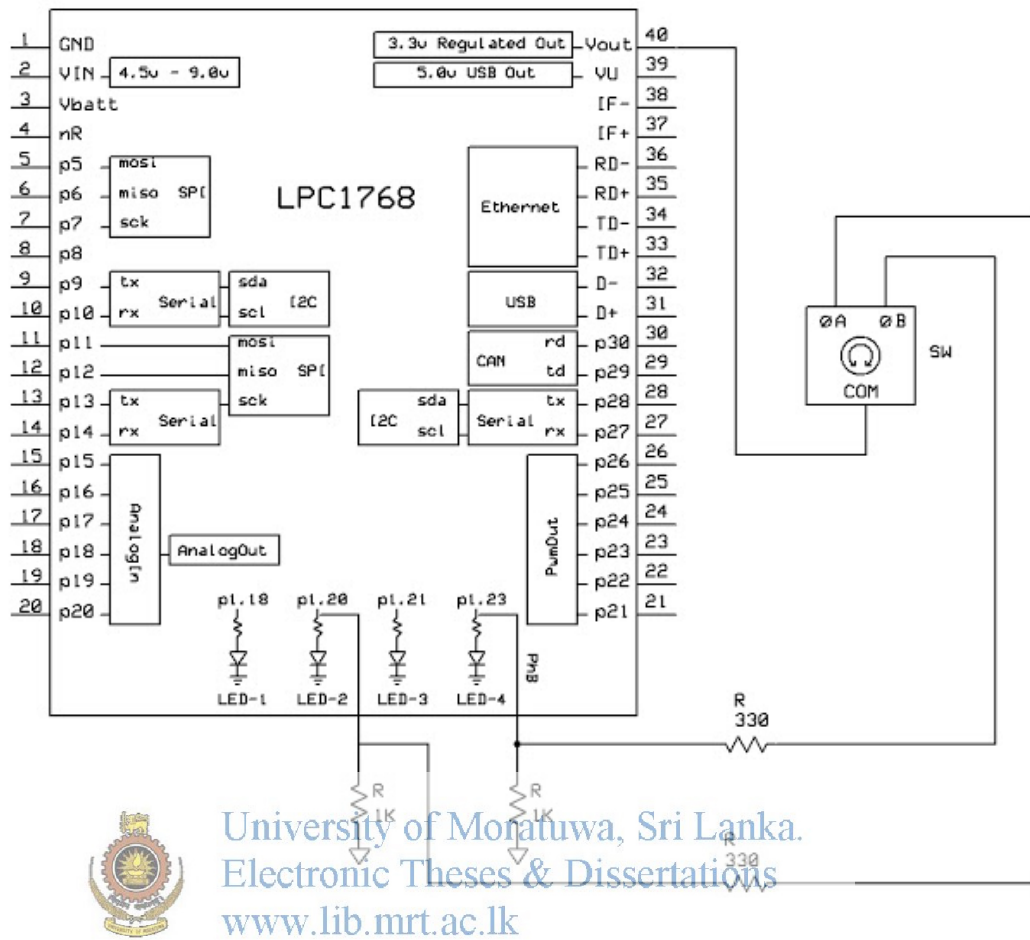 1 GND
2 VIN 4.5v - 9.0v
3 Vbatt
4 nR
5 p5 mosi
6 p6 miso SPI
7 p7 sck
8 p8
9 p9 tx sda
10 p10 rx Serial scl I2C
11 p11 mosi
12 p12 miso SPI
13 p13 tx sck
14 p14 rx Serial
15 p15
16 p16
17 p17
18 p18
19 p19
20 p20
AnalogIn
AnalogOut
LPC1768
3.3v Regulated Out Vout 40
5.0v USB Out VU 39
IF- 38
IF+ 37
RD- 36
Ethernet RD+ 35
TD- 34
TD+ 33
D- 32
USB D+ 31
rd p30 30
CAN td p29 29
sda tx p28 28
I2C scl Serial rx p27 27
p26 26
p25 25
p24 24
p23 23
p22 22
p21 21
PwmOut
p1.18 p1.20 p1.21 p1.23
LED-1 LED-2 LED-3 LED-4
PhB
ØA ØB
SW
COM
R
330
R
1K
R
1K
R
330
University of Moratuwa, Sri Lanka.
Electronic Theses & Dissertations
www.lib.mrt.ac.lk